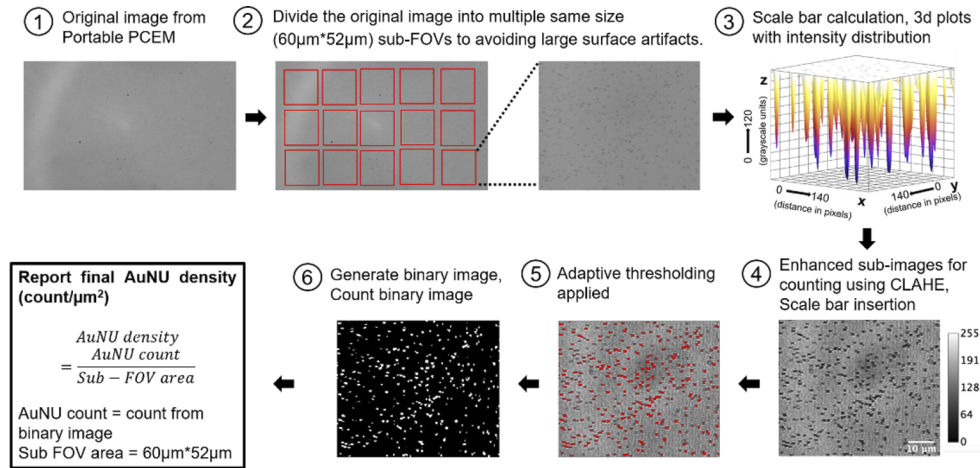 1 Original image from
Portable PCEM
2 Divide the original image into multiple same size
(60μm*52μm) sub-FOVs to avoiding large surface artifacts.
3 Scale bar calculation, 3d plots
with intensity distribution
z
0 → 120
(grayscale units)
0 → 140
(distance in pixels)
x
140 ← 0
(distance in pixels)
y
4 Enhanced sub-images for
counting using CLAHE,
Scale bar insertion
255
189
128
64
0
10 μm
5 Adaptive thresholding
applied
6 Generate binary image,
Count binary image
Report final AuNU density
(count/μm²)
AuNU density
= AuNU count
Sub − FOV area
AuNU count = count from
binary image
Sub FOV area = 60μm*52μm